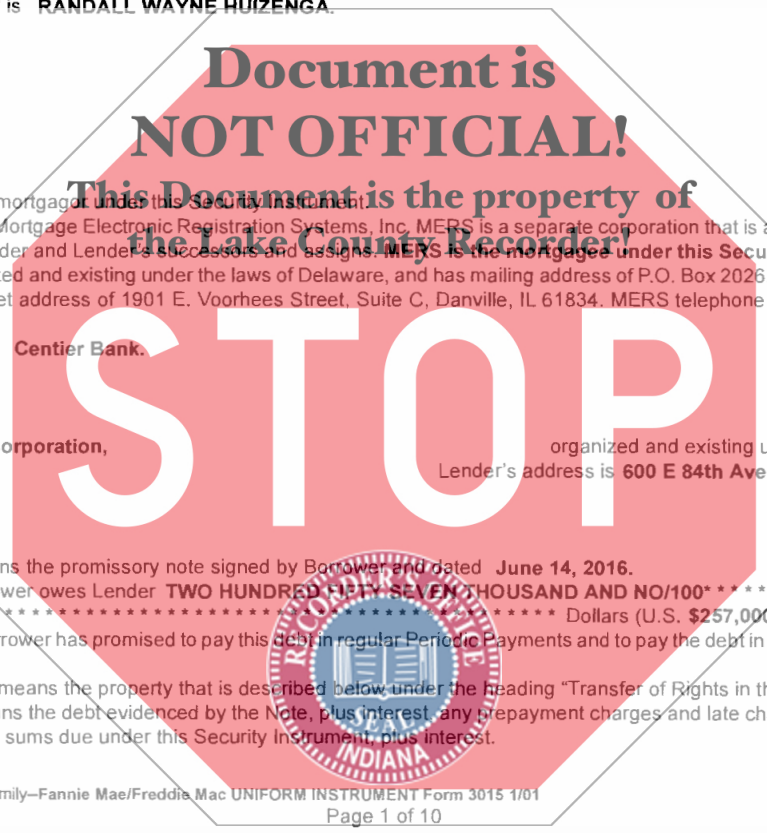 is RANDALL WAYNE HUIZENGA.
Document is
NOT OFFICIAL!
This Document is the property of
the Lake County Recorder!
mortgagor under this Security Instrument.
Mortgage Electronic Registration Systems, Inc. MERS is a separate corporation that is a
der and Lender's successors and assigns. MERS is the mortgagee under this Secu
ed and existing under the laws of Delaware, and has mailing address of P.O. Box 2026
et address of 1901 E. Voorhees Street, Suite C, Danville, IL 61834. MERS telephone
STOP
Centier Bank.
orporation, organized and existing u
Lender's address is 600 E 84th Ave
ns the promissory note signed by Borrower and dated June 14, 2016.
wer owes Lender TWO HUNDRED FIFTY SEVEN THOUSAND AND NO/100* * * * *
* * * * * * * * * * * * * * * * * * * * * * * * * * * * * * * * * * * * * * * * * * * * Dollars (U.S. $257,000
rrower has promised to pay this debt in regular Periodic Payments and to pay the debt in
means the property that is described below under the heading “Transfer of Rights in th
ns the debt evidenced by the Note, plus interest, any prepayment charges and late ch
sums due under this Security Instrument, plus interest.
RECORDER'S OFFICE
SEAL
INDIANA
mily–Fannie Mae/Freddie Mac UNIFORM INSTRUMENT Form 3015 1/01
Page 1 of 10